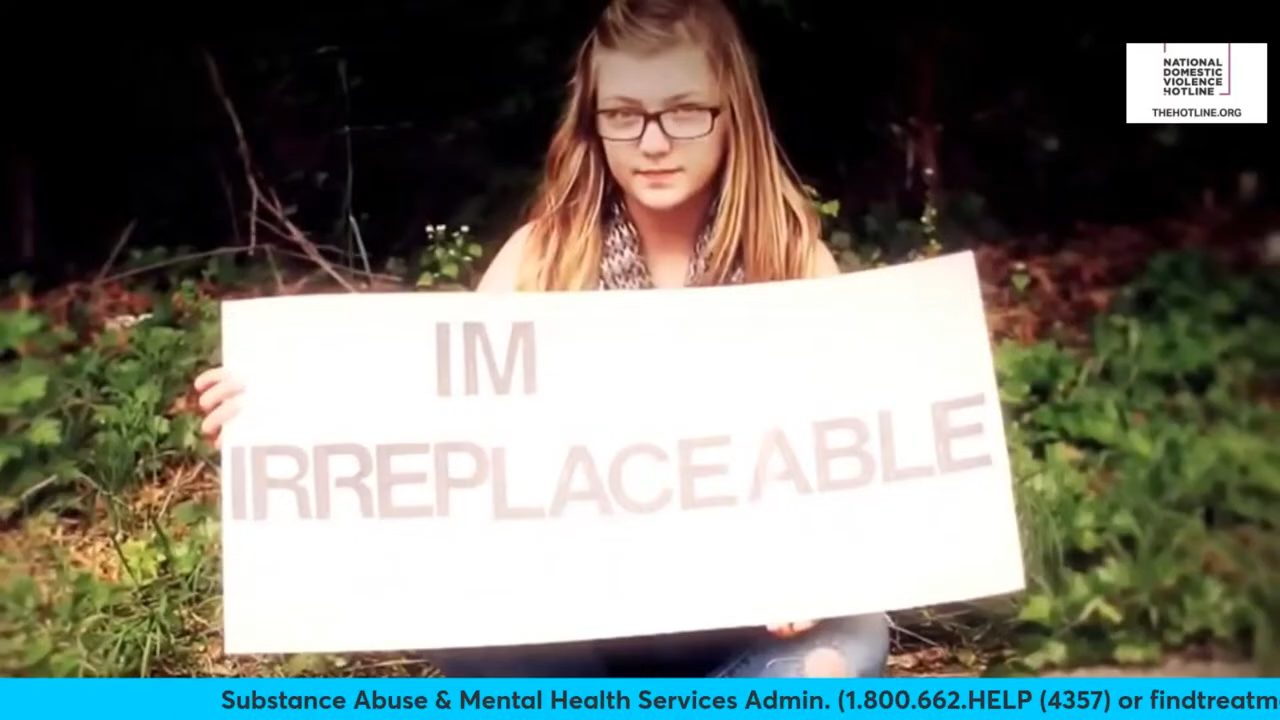 NATIONAL
DOMESTIC
VIOLENCE
HOTLINE
THEHOTLINE.ORG
IM
IRREPLACEABLE
Substance Abuse & Mental Health Services Admin. (1.800.662.HELP (4357) or findtreatm